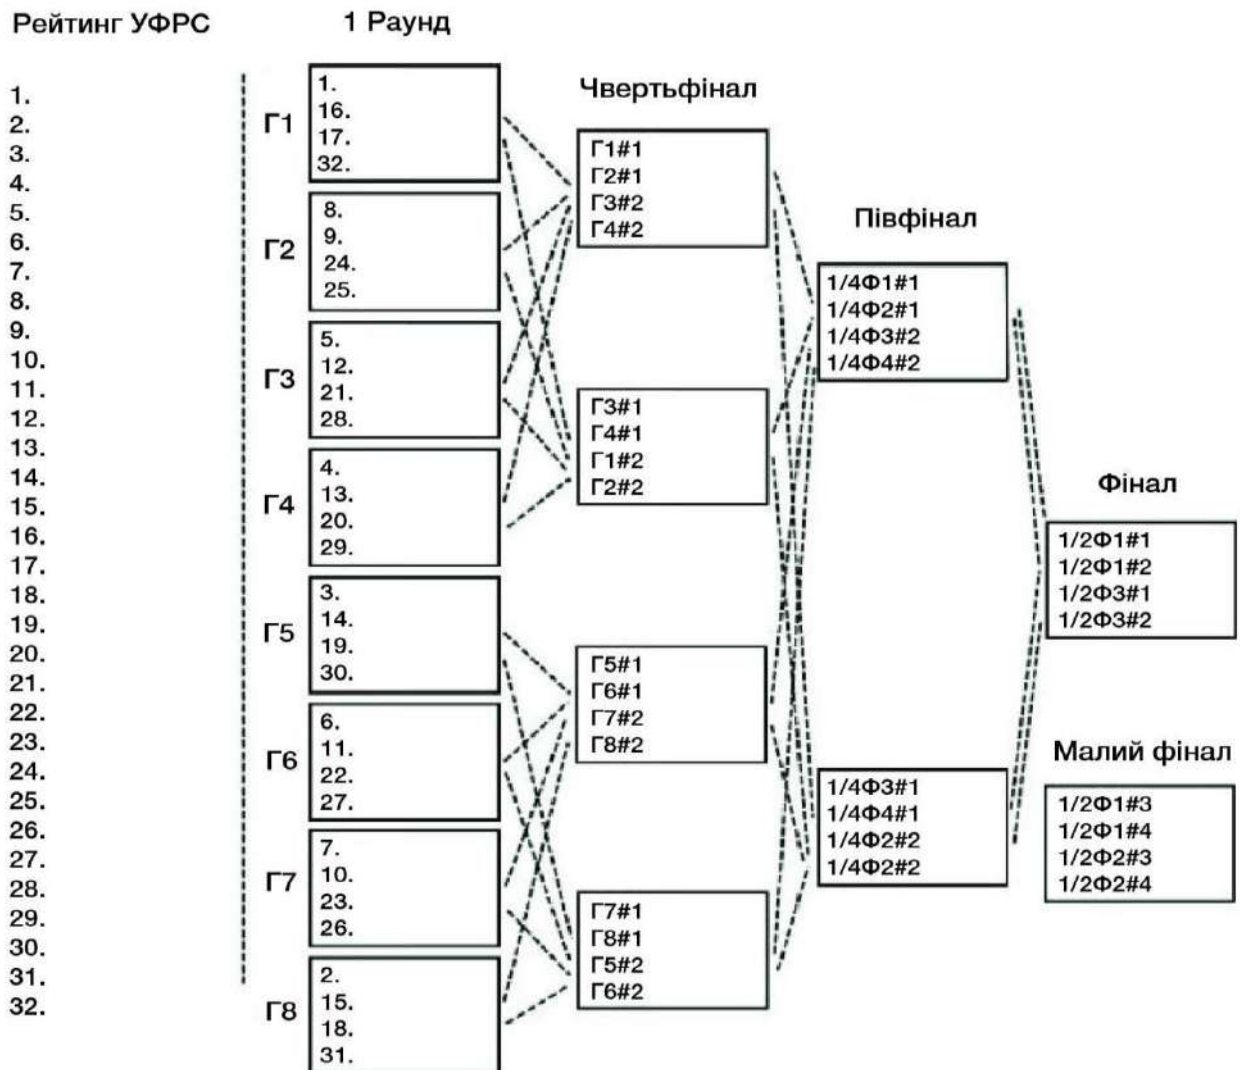 Рейтинг УФРС
1.
2.
3.
4.
5.
6.
7.
8.
9.
10.
11.
12.
13.
14.
15.
16.
17.
18.
19.
20.
21.
22.
23.
24.
25.
26.
27.
28.
29.
30.
31.
32.
1 Раунд
Г1
1.
16.
17.
32.
Г2
8.
9.
24.
25.
Г3
5.
12.
21.
28.
Г4
4.
13.
20.
29.
Г5
3.
14.
19.
30.
Г6
6.
11.
22.
27.
Г7
7.
10.
23.
26.
Г8
2.
15.
18.
31.
Чвертьфінал
Г1#1
Г2#1
Г3#2
Г4#2
Г3#1
Г4#1
Г1#2
Г2#2
Г5#1
Г6#1
Г7#2
Г8#2
Г7#1
Г8#1
Г5#2
Г6#2
Півфінал
1/4Ф1#1
1/4Ф2#1
1/4Ф3#2
1/4Ф4#2
1/4Ф3#1
1/4Ф4#1
1/4Ф2#2
1/4Ф2#2
Фінал
1/2Ф1#1
1/2Ф1#2
1/2Ф3#1
1/2Ф3#2
Малий фінал
1/2Ф1#3
1/2Ф1#4
1/2Ф2#3
1/2Ф2#4